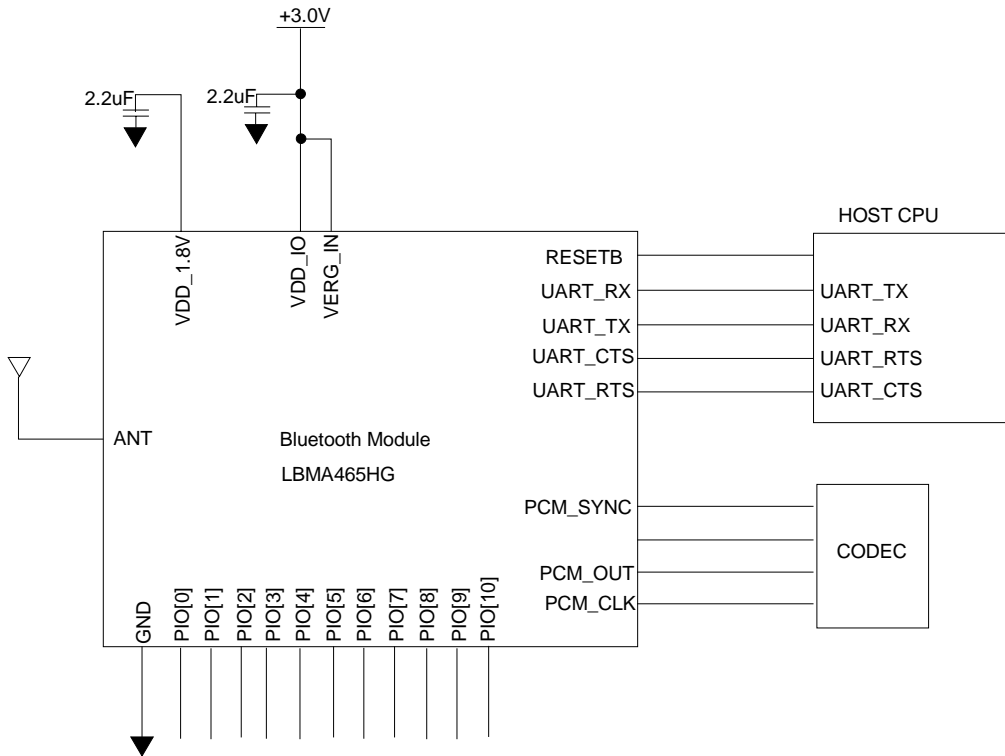 +3.0V
2.2uF
2.2uF
HOST CPU
VDD_1.8V
VDD_IO
VERG_IN
RESETB
UART_RX
UART_TX
UART_TX
UART_RX
UART_CTS
UART_RTS
UART_RTS
UART_CTS
ANT
Bluetooth Module
LBMA465HG
PCM_SYNC
CODEC
PCM_OUT
PCM_CLK
GND
PIO[0]
PIO[1]
PIO[2]
PIO[3]
PIO[4]
PIO[5]
PIO[6]
PIO[7]
PIO[8]
PIO[9]
PIO[10]